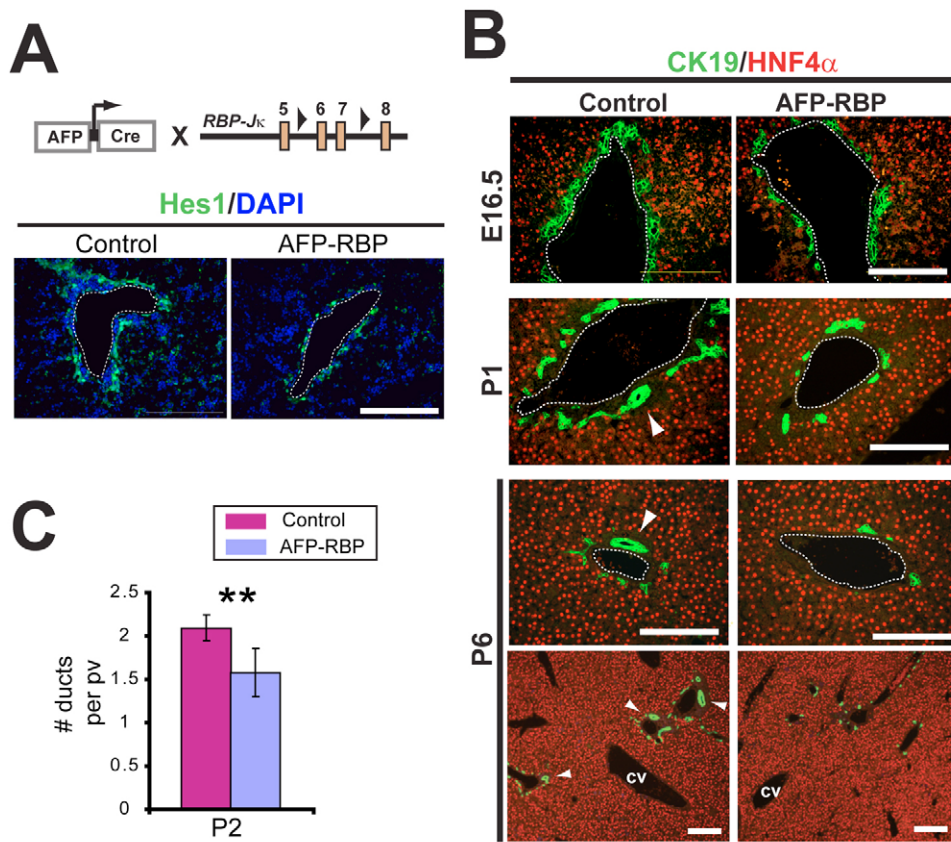 A
AFP Cre X RBP-Jκ 5 6 7 8
Hes1/DAPI
Control AFP-RBP
B
CK19/HNF4α
Control AFP-RBP
E16.5
P1
P6
cv cv
C
Control
AFP-RBP
**
2.5
2
1.5
1
0.5
0
# ducts
per pv
P2